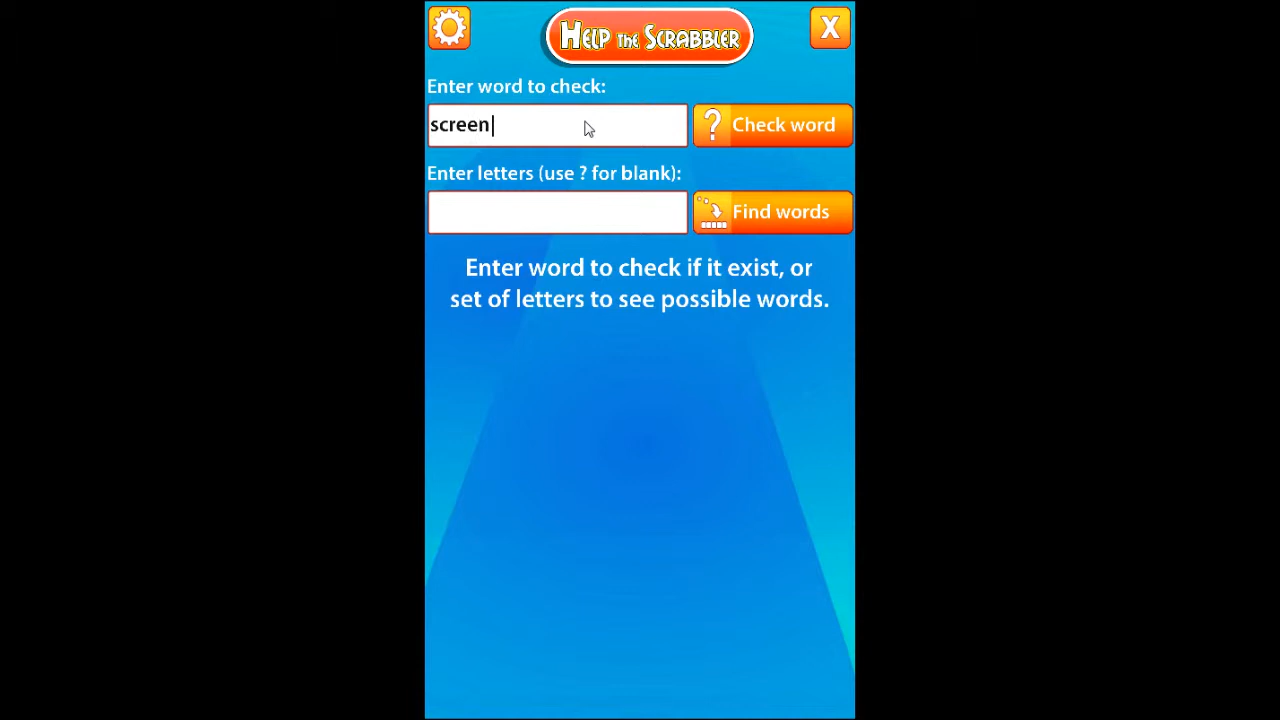 HELP THE SCRABBLER
X
Enter word to check:
screen
? Check word
Enter letters (use ? for blank):
Find words
Enter word to check if it exist, or
set of letters to see possible words.